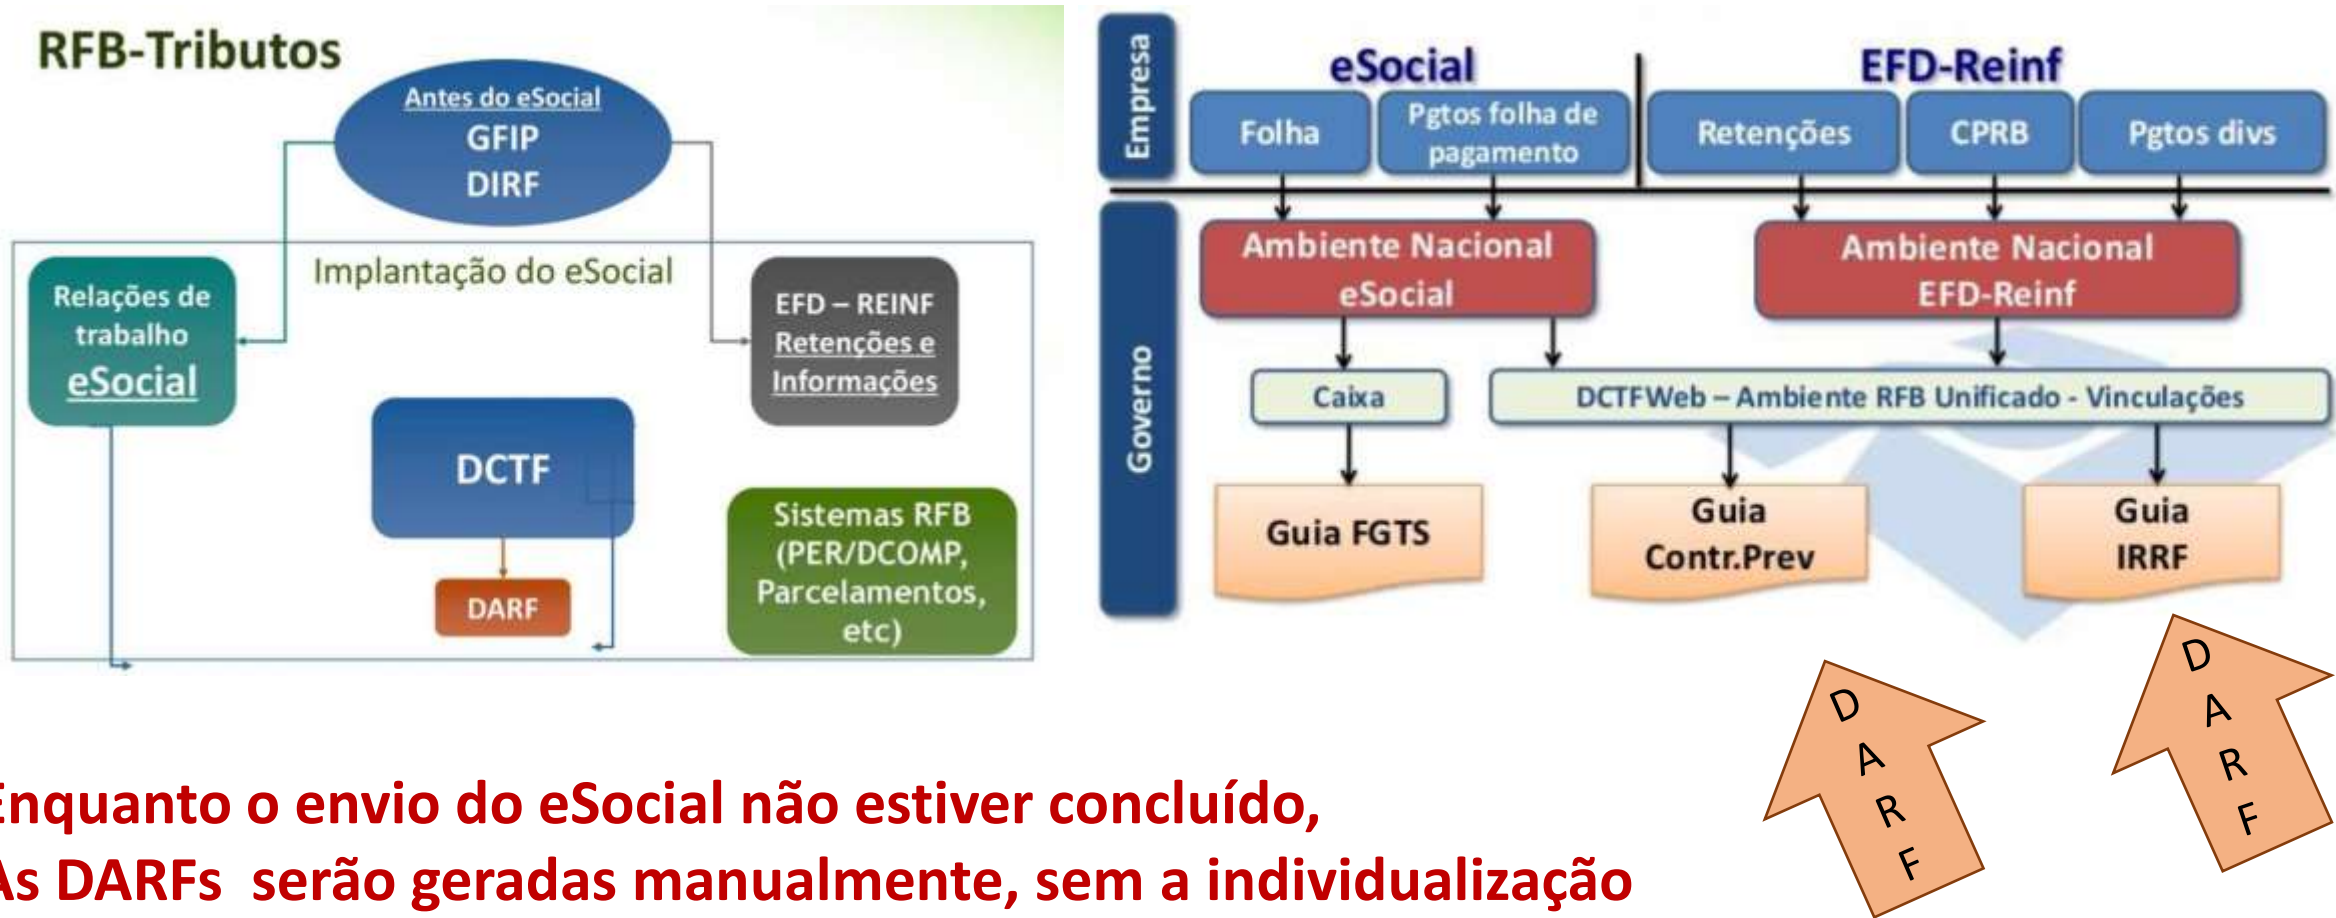 RFB-Tributos
Antes do eSocial
GFIP
DIRF
Implantação do eSocial
Relações de
trabalho
eSocial
EFD – REINF
Retenções e
Informações
DCTF
DARF
Sistemas RFB
(PER/DCOMP,
Parcelamentos,
etc)
Empresa
eSocial
EFD-Reinf
Folha
Pgtos folha de
pagamento
Retenções
CPRB
Pgtos divs
Governo
Ambiente Nacional
eSocial
Ambiente Nacional
EFD-Reinf
Caixa
DCTFWeb – Ambiente RFB Unificado - Vinculações
Guia FGTS
Guia
Contr.Prev
Guia
IRRF
D
A
R
F
D
A
R
F
Enquanto o envio do eSocial não estiver concluído,
As DARFs serão geradas manualmente, sem a individualização